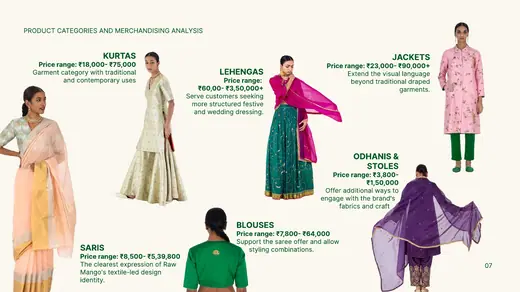 PRODUCT CATEGORIES AND MERCHANDISING ANALYSIS
KURTAS
Price range: ₹18,000- ₹75,000
Garment category with traditional
and contemporary uses
LEHENGAS
Price range:
₹60,00- ₹3,50,000+
Serve customers seeking
more structured festive
and wedding dressing.
JACKETS
Price range: ₹23,000- ₹90,000+
Extend the visual language
beyond traditional draped
garments.
ODHANIS &
STOLES
Price range: ₹3,800-
₹1,50,000
Offer additional ways to
engage with the brand's
fabrics and craft
BLOUSES
Price range: ₹7,800- ₹64,000
Support the saree offer and allow
styling combinations.
SARIS
Price range: ₹8,500- ₹5,39,800
The clearest expression of Raw
Mango's textile-led design
identity.
07